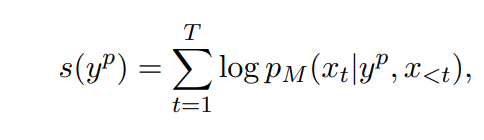 s(y^p) = \sum_{t=1}^{T} \log p_M(x_t|y^p, x_{<t}),